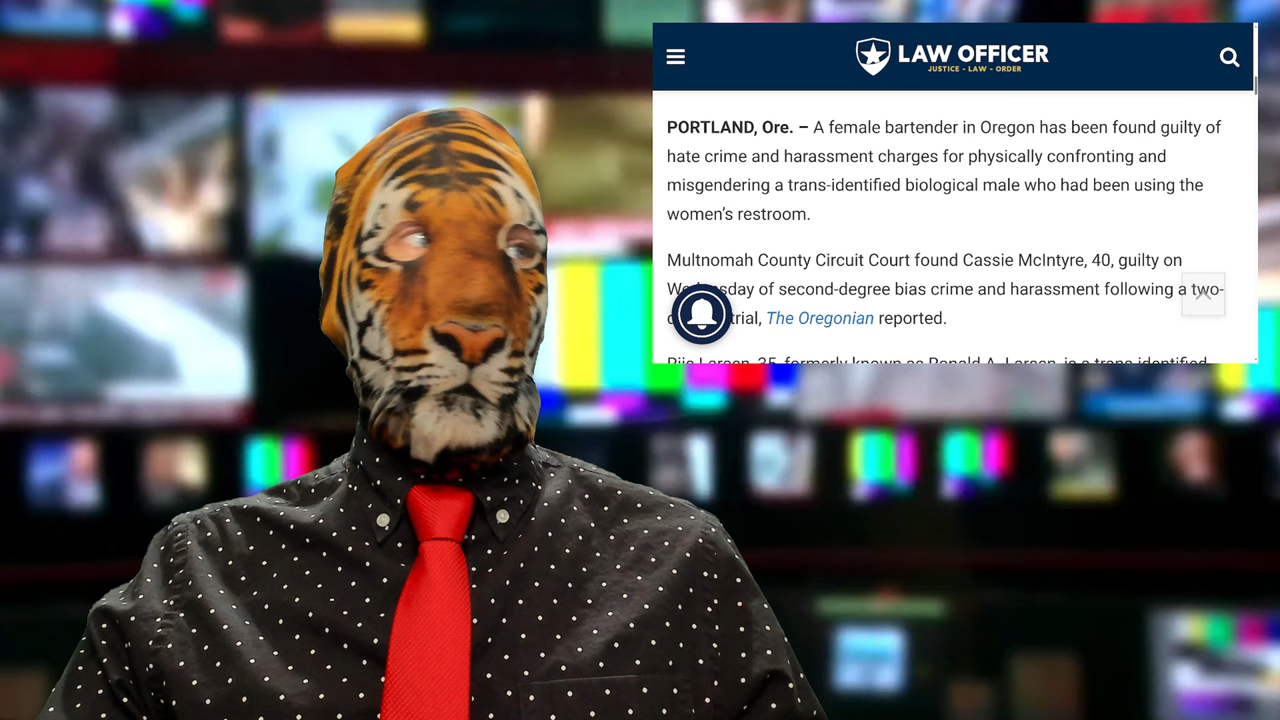 LAW OFFICER
JUSTICE - LAW - ORDER
PORTLAND, Ore. – A female bartender in Oregon has been found guilty of
hate crime and harassment charges for physically confronting and
misgendering a trans-identified biological male who had been using the
women's restroom.
Multnomah County Circuit Court found Cassie McIntyre, 40, guilty on
of second-degree bias crime and harassment following a two-
trial, The Oregonian reported.